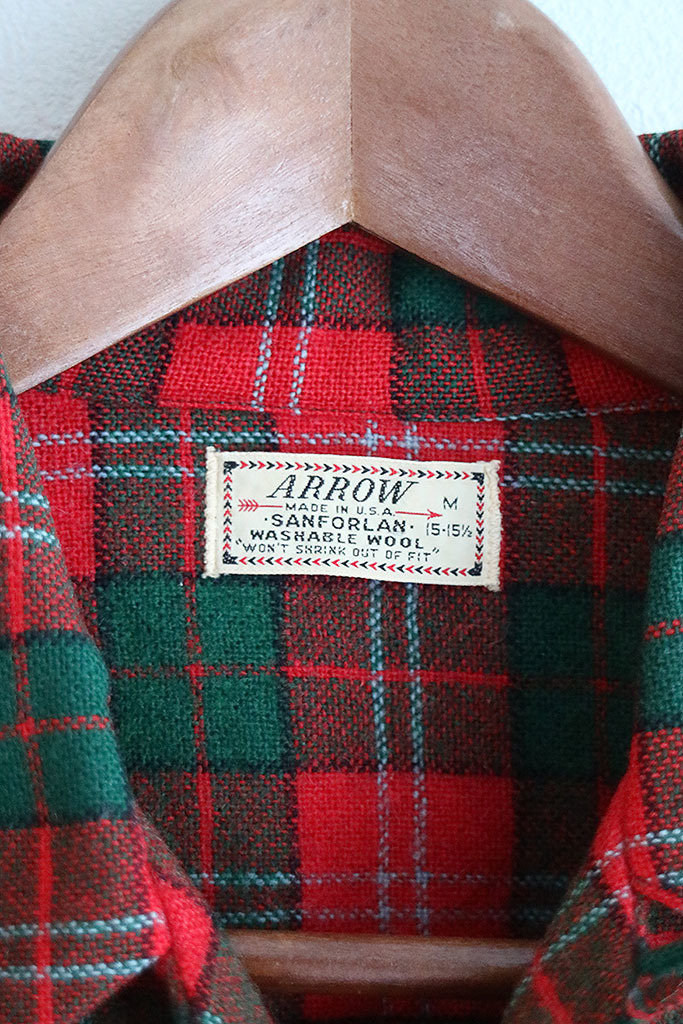 ARROW
MADE IN U.S.A. M
·SANFORLAN· 15-15½
WASHABLE WOOL
"WON'T SHRINK OUT OF FIT"